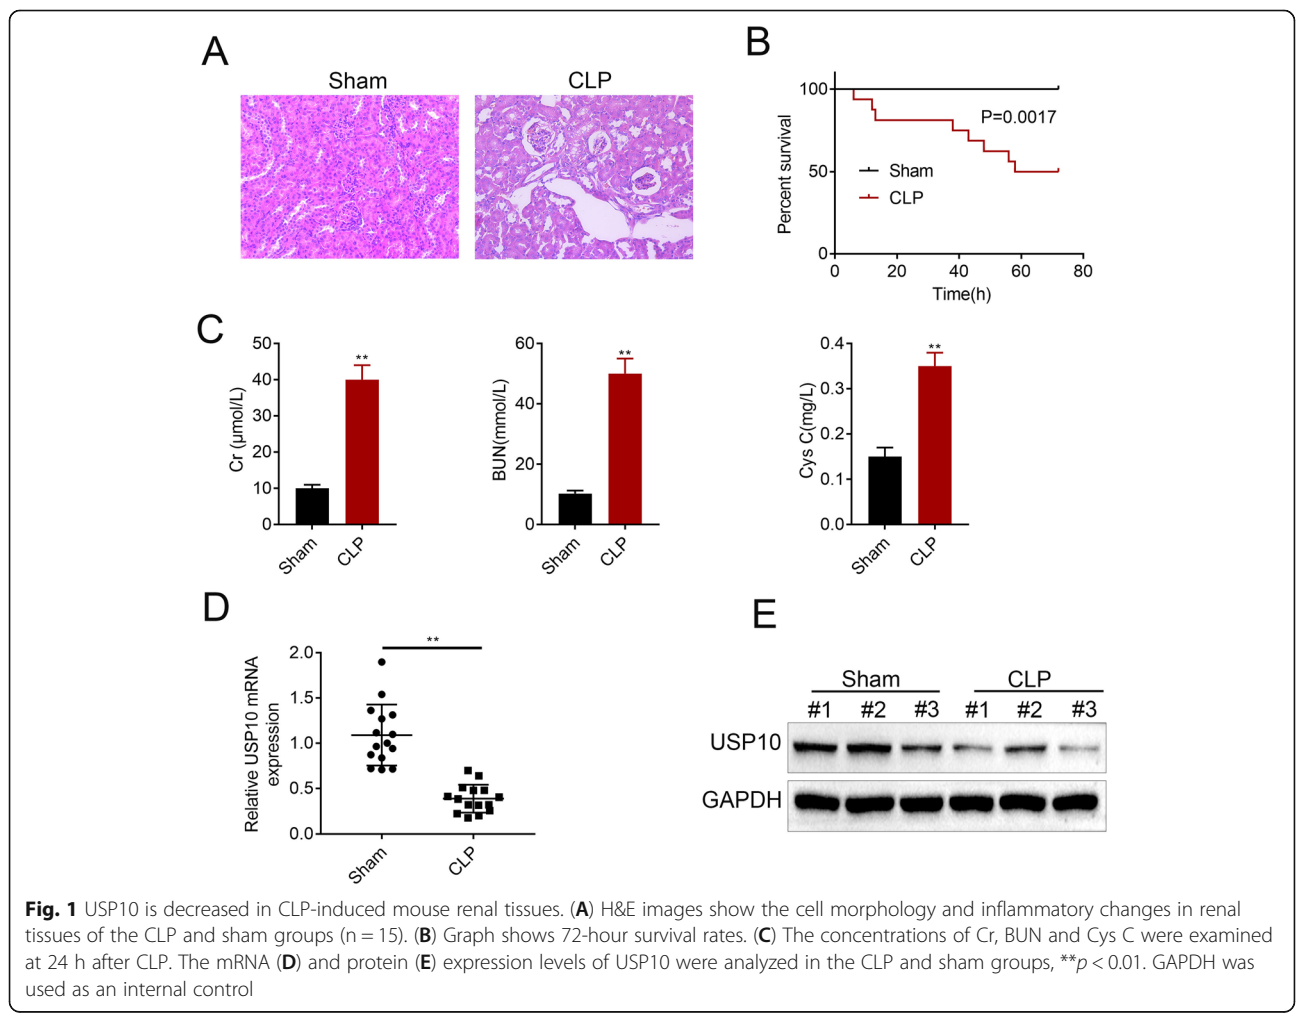 A
Sham
CLP
B
Percent survival
100
50
0
P=0.0017
Sham
CLP
0 20 40 60 80
Time(h)
C
Cr (µmol/L)
50
40
30
20
10
0
Sham
CLP
**
BUN(mmol/L)
60
40
20
0
Sham
CLP
**
Cys C(mg/L)
0.4
0.3
0.2
0.1
0.0
Sham
CLP
**
D
Relative USP10 mRNA
expression
2.0
1.5
1.0
0.5
0.0
**
Sham
CLP
E
Sham CLP
#1 #2 #3 #1 #2 #3
USP10
GAPDH
Fig. 1 USP10 is decreased in CLP-induced mouse renal tissues. (A) H&E images show the cell morphology and inflammatory changes in renal
tissues of the CLP and sham groups (n = 15). (B) Graph shows 72-hour survival rates. (C) The concentrations of Cr, BUN and Cys C were examined
at 24 h after CLP. The mRNA (D) and protein (E) expression levels of USP10 were analyzed in the CLP and sham groups, **p < 0.01. GAPDH was
used as an internal control